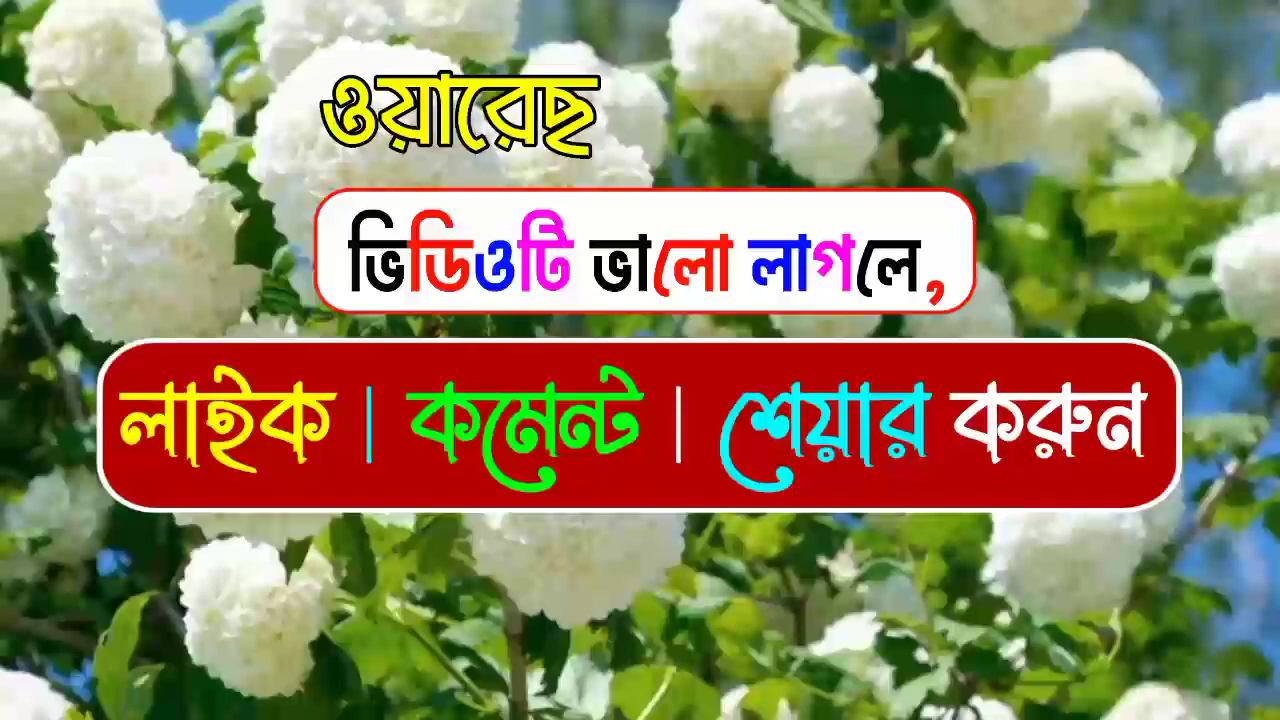 ওয়ারেছ
ভিডিওটি ভালো লাগলে,
লাইক | কমেন্ট | শেয়ার করুন